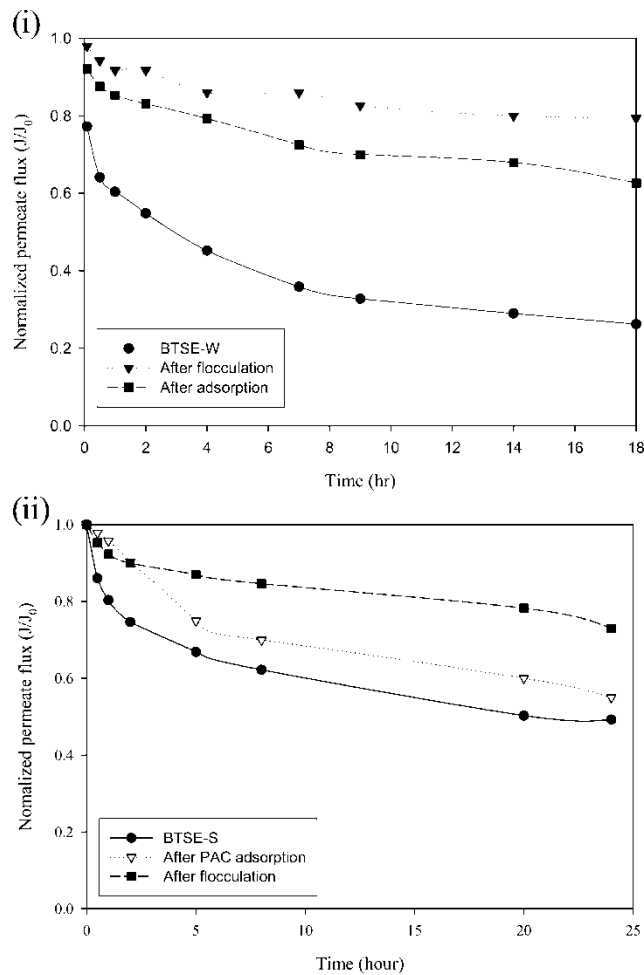 (i)
Normalized permeate flux (J/J0)
1.0
0.8
0.6
0.4
0.2
0.0
BTSE-W
After flocculation
After adsorption
0 2 4 6 8 10 12 14 16 18
Time (hr)
(ii)
Nomalized permeate flux (J/J0)
1.0
0.8
0.6
0.4
0.2
0.0
BTSE-S
After PAC adsorption
After flocculation
0 5 10 15 20 25
Time (hour)